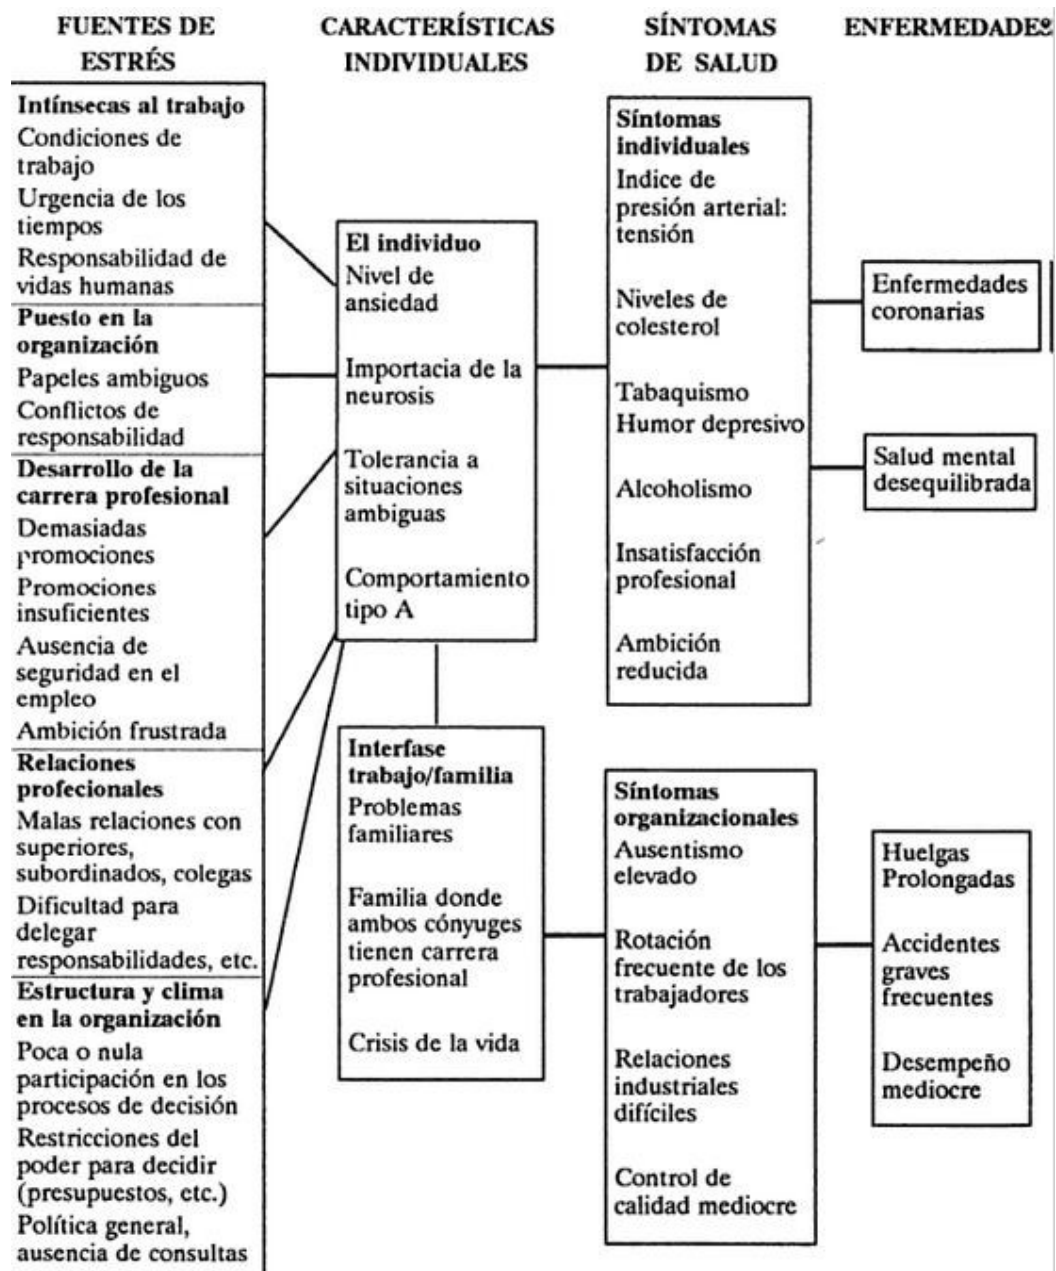 FUENTES DE
ESTRÉS
CARACTERÍSTICAS
INDIVIDUALES
SÍNTOMAS
DE SALUD
ENFERMEDADES
Intínsecas al trabajo
Condiciones de
trabajo
Urgencia de los
tiempos
Responsabilidad de
vidas humanas
Puesto en la
organización
Papeles ambiguos
Conflictos de
responsabilidad
Desarrollo de la
carrera profesional
Demasiadas
promociones
Promociones
insuficientes
Ausencia de
seguridad en el
empleo
Ambición frustrada
Relaciones
profecionales
Malas relaciones con
superiores,
subordinados, colegas
Dificultad para
delegar
responsabilidades, etc.
Estructura y clima
en la organización
Poca o nula
participación en los
procesos de decisión
Restricciones del
poder para decidir
(presupuestos, etc.)
Política general,
ausencia de consultas
El individuo
Nivel de
ansiedad
Importacia de la
neurosis
Tolerancia a
situaciones
ambiguas
Comportamiento
tipo A
Interfase
trabajo/familia
Problemas
familiares
Familia donde
ambos cónyuges
tienen carrera
profesional
Crisis de la vida
Síntomas
individuales
Indice de
presión arterial:
tensión
Niveles de
colesterol
Tabaquismo
Humor depresivo
Alcoholismo
Insatisfacción
profesional
Ambición
reducida
Síntomas
organizacionales
Ausentismo
elevado
Rotación
frecuente de los
trabajadores
Relaciones
industriales
difíciles
Control de
calidad mediocre
Enfermedades
coronarias
Salud mental
desequilibrada
Huelgas
Prolongadas
Accidentes
graves
frecuentes
Desempeño
mediocre